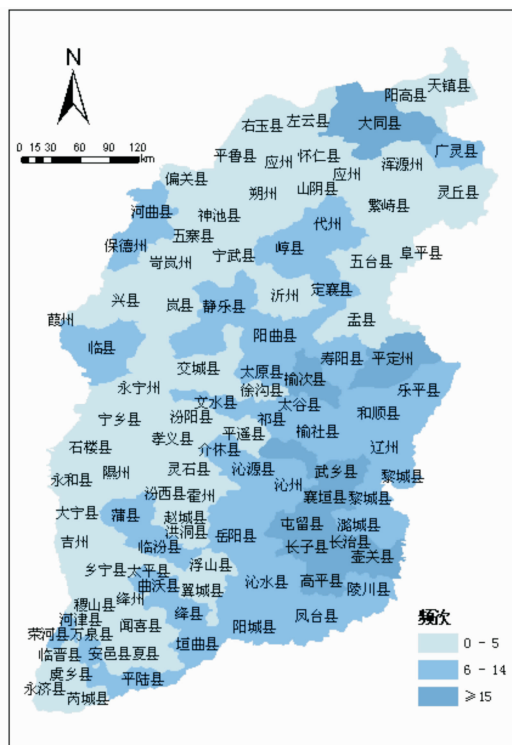 N
0 15 30 60 90 120
km
天镇县
阳高县
大同县
左云县
右玉县
广灵县
平鲁县
怀仁县
应州
应州
浑源州
偏关县
朔州
山阴县
灵丘县
繁峙县
河曲县
神池县
代州
五寨县
保德州
宁武县
崞县
阜平县
岢岚州
五台县
兴县
岚县
静乐县
沂州
定襄县
葭州
盂县
阳曲县
临县
寿阳县
平定州
交城县
太原县
榆次县
永宁州
徐沟县
乐平县
文水县
太谷县
宁乡县
汾阳县
祁县
和顺县
孝义县
平遥县
榆社县
石楼县
介休县
辽州
永和县
隰州
灵石县
沁源县
武乡县
黎城县
沁州
汾西县
霍州
襄垣县
黎城县
大宁县
蒲县
赵城县
屯留县
潞城县
洪洞县
岳阳县
吉州
临汾县
长子县
长治县
壶关县
乡宁县
太平县
浮山县
曲沃县
翼城县
沁水县
高平县
陵川县
稷山县
绛州
河津县
绛县
凤台县
荣河县
万泉县
闻喜县
阳城县
临晋县
安邑县
夏县
垣曲县
虞乡县
平陆县
永济县
芮城县
频次
0 - 5
6 - 14
≥15